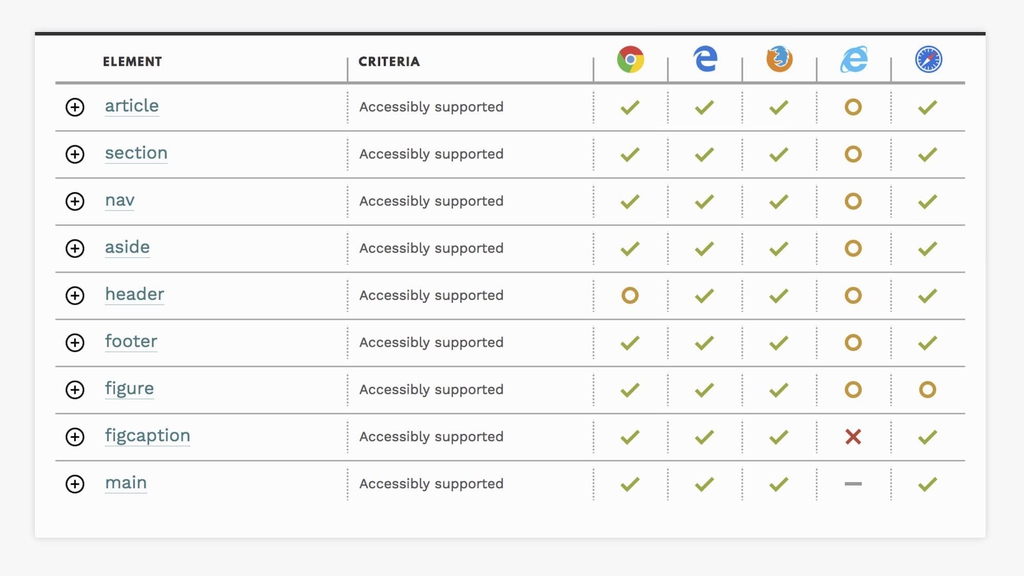 ELEMENT CRITERIA
article Accessibly supported
section Accessibly supported
nav Accessibly supported
aside Accessibly supported
header Accessibly supported
footer Accessibly supported
figure Accessibly supported
figcaption Accessibly supported
main Accessibly supported